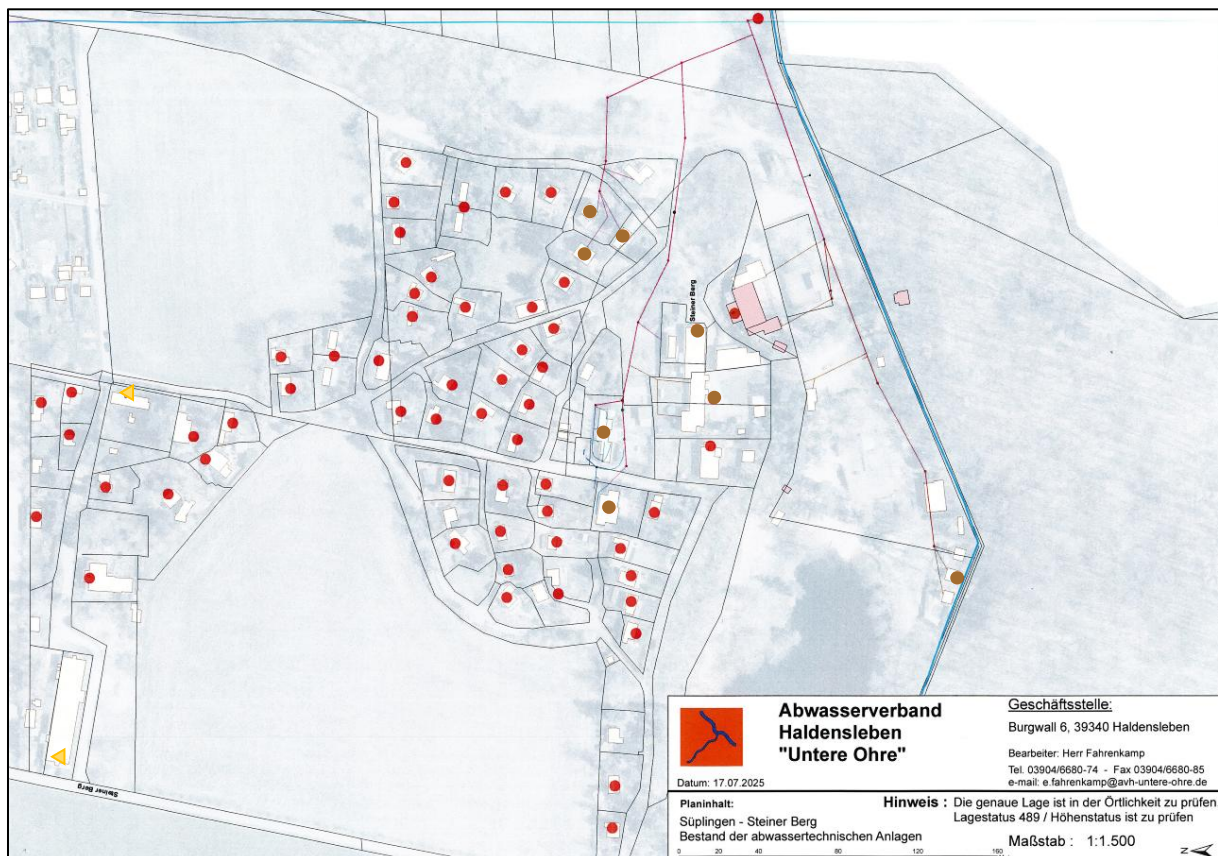 Steiner Berg
Steiner Berg
Abwasserverband
Haldensleben
"Untere Ohre"
Datum: 17.07.2025
Geschäftsstelle:
Burgwall 6, 39340 Haldensleben
Bearbeiter: Herr Fahrenkamp
Tel. 03904/6680-74 - Fax 03904/6680-85
e-mail: e.fahrenkamp@avh-untere-ohre.de
Planinhalt:
Süplingen - Steiner Berg
Bestand der abwassertechnischen Anlagen
0 20 40 80 120 160
Hinweis : Die genaue Lage ist in der Örtlichkeit zu prüfen.
Lagestatus 489 / Höhenstatus ist zu prüfen
Maßstab : 1:1.500
N